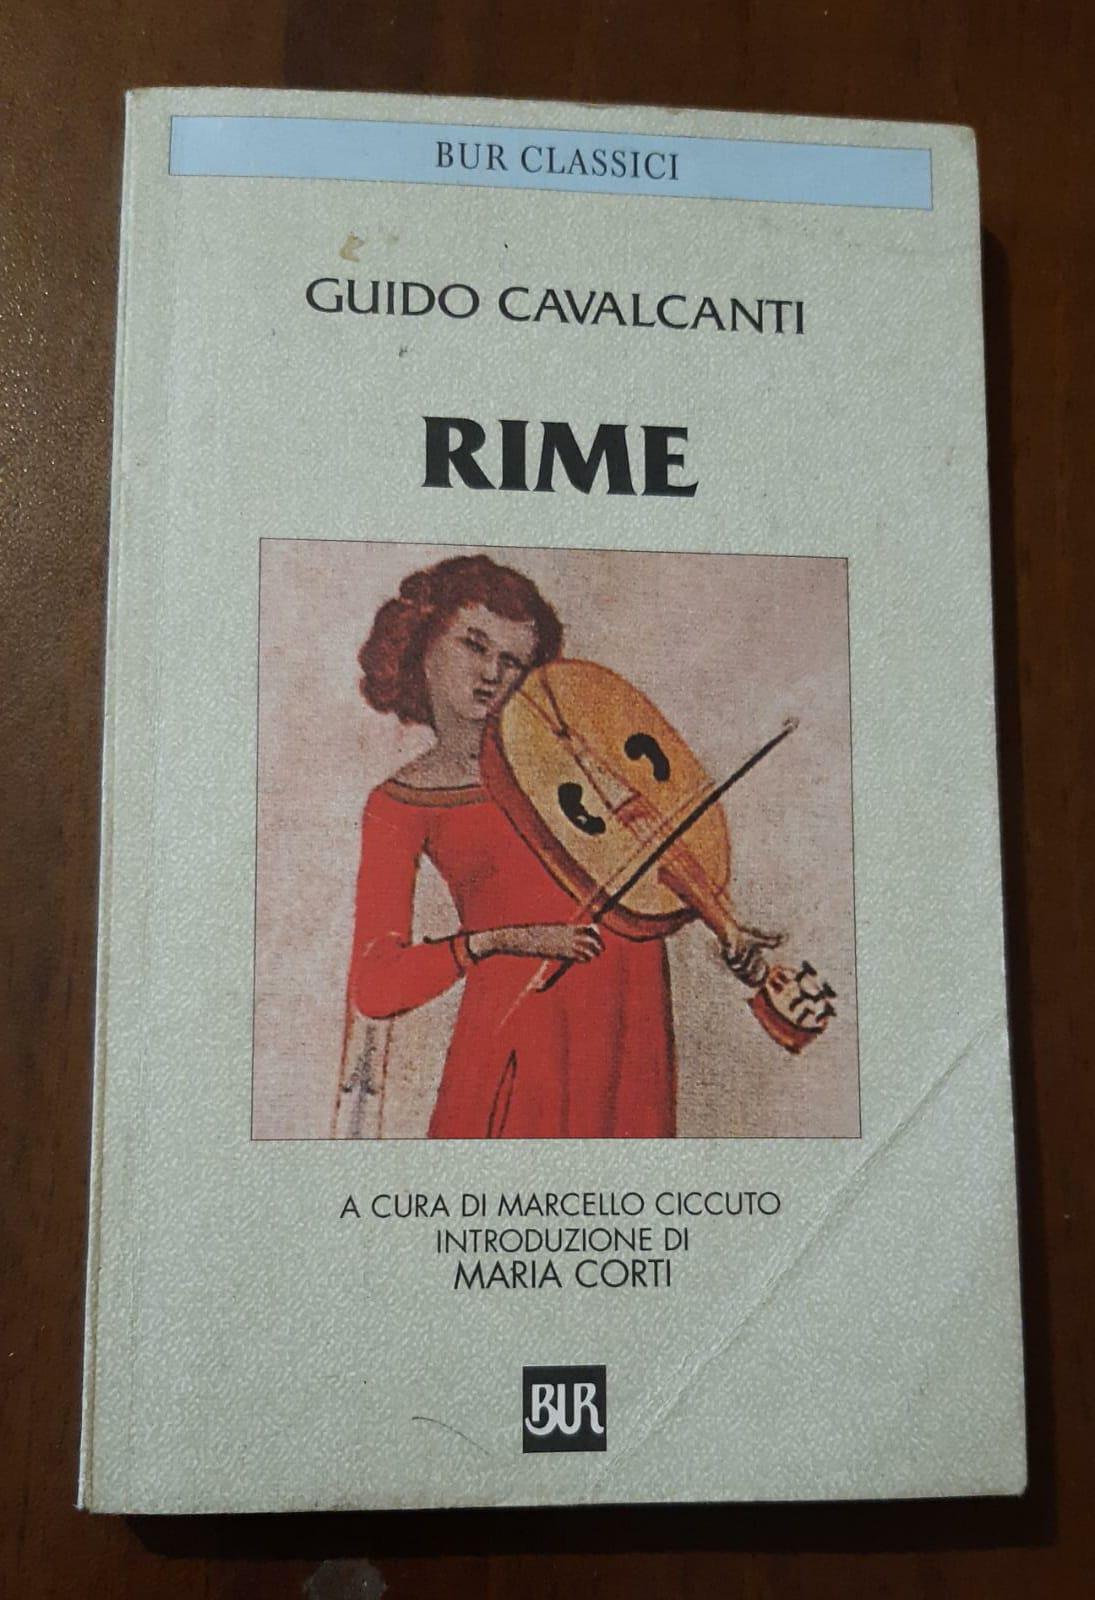 BUR CLASSICI
GUIDO CAVALCANTI
RIME
A CURA DI MARCELLO CICCUTO
INTRODUZIONE DI
MARIA CORTI
BUR